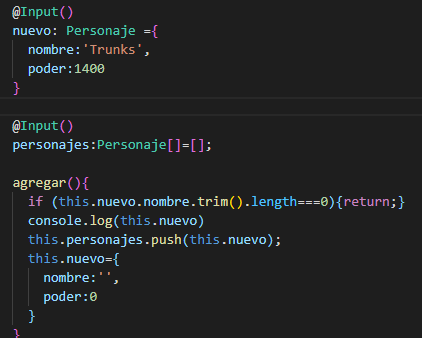 @Input()
nuevo: Personaje ={
  nombre:'Trunks',
  poder:1400
}
@Input()
personajes:Personaje[]=[];
agregar(){
  if (this.nuevo.nombre.trim().length===0){return;}
  console.log(this.nuevo)
  this.personajes.push(this.nuevo);
  this.nuevo={
    nombre:'',
    poder:0
  }
}